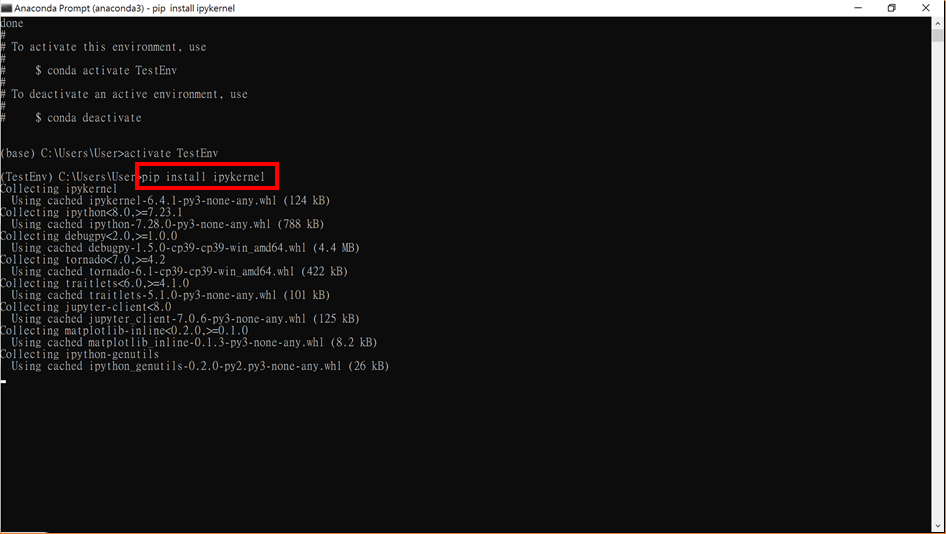 Anaconda Prompt (anaconda3) - pip install ipykernel
done
#
# To activate this environment, use
#
#     $ conda activate TestEnv
#
# To deactivate an active environment, use
#
#     $ conda deactivate
(base) C:\Users\User>activate TestEnv
(TestEnv) C:\Users\User>pip install ipykernel
Collecting ipykernel
  Using cached ipykernel-6.4.1-py3-none-any.whl (124 kB)
Collecting ipython<8.0,>=7.23.1
  Using cached ipython-7.28.0-py3-none-any.whl (788 kB)
Collecting debugpy<2.0,>=1.0.0
  Using cached debugpy-1.5.0-cp39-cp39-win_amd64.whl (4.4 MB)
Collecting tornado<7.0,>=4.2
  Using cached tornado-6.1-cp39-cp39-win_amd64.whl (422 kB)
Collecting traitlets<6.0,>=4.1.0
  Using cached traitlets-5.1.0-py3-none-any.whl (101 kB)
Collecting jupyter-client<8.0
  Using cached jupyter_client-7.0.6-py3-none-any.whl (125 kB)
Collecting matplotlib-inline<0.2.0,>=0.1.0
  Using cached matplotlib_inline-0.1.3-py3-none-any.whl (8.2 kB)
Collecting ipython-genutils
  Using cached ipython_genutils-0.2.0-py2.py3-none-any.whl (26 kB)